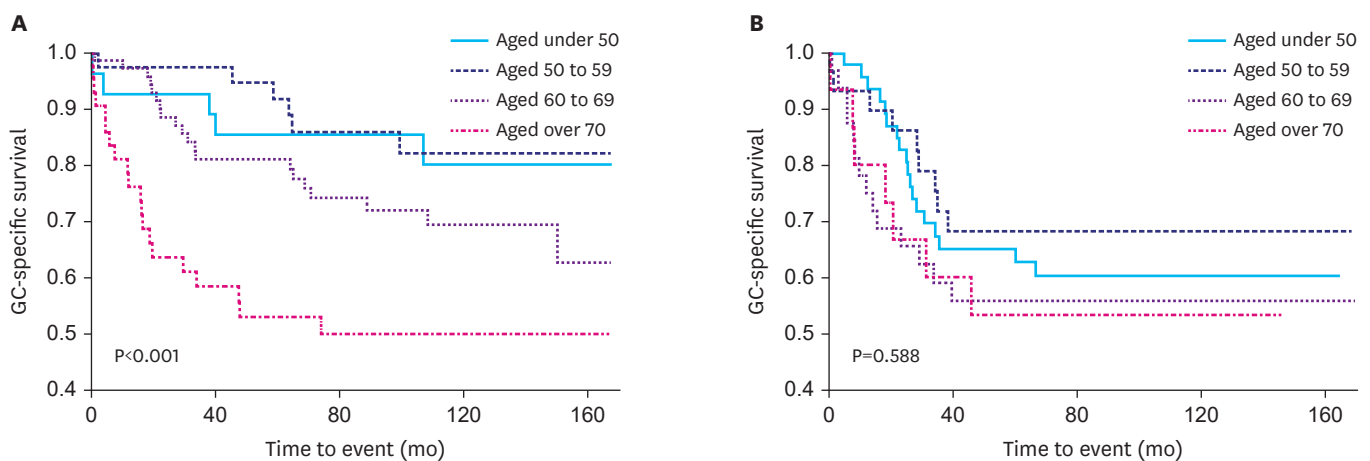 A
Aged under 50
Aged 50 to 59
Aged 60 to 69
Aged over 70
1.0
0.9
0.8
0.7
0.6
0.5
0.4
GC-specific survival
P<0.001
0 40 80 120 160
Time to event (mo)
B
Aged under 50
Aged 50 to 59
Aged 60 to 69
Aged over 70
1.0
0.9
0.8
0.7
0.6
0.5
0.4
GC-specific survival
P=0.588
0 40 80 120 160
Time to event (mo)